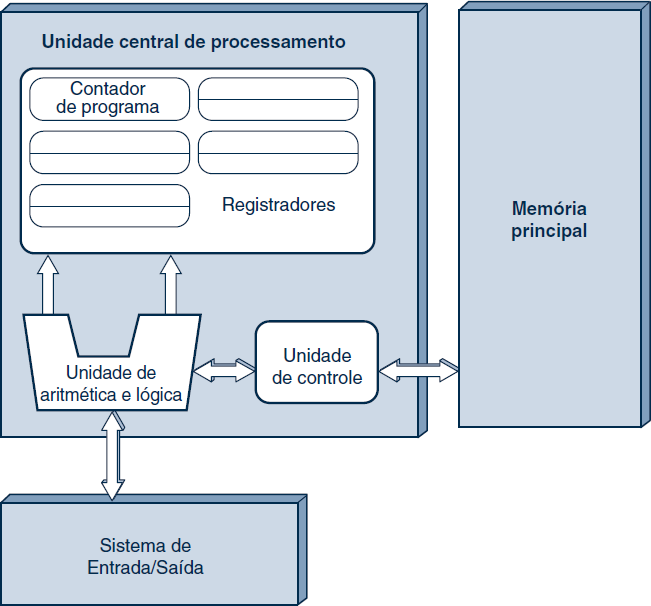 Unidade central de processamento
Contador
de programa
Registradores
Memória
principal
Unidade de
aritmética e lógica
Unidade
de controle
Sistema de
Entrada/Saída